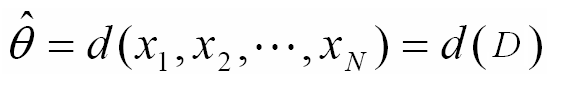 θ̂ = d(x₁, x₂, ⋯, x_N) = d(D)